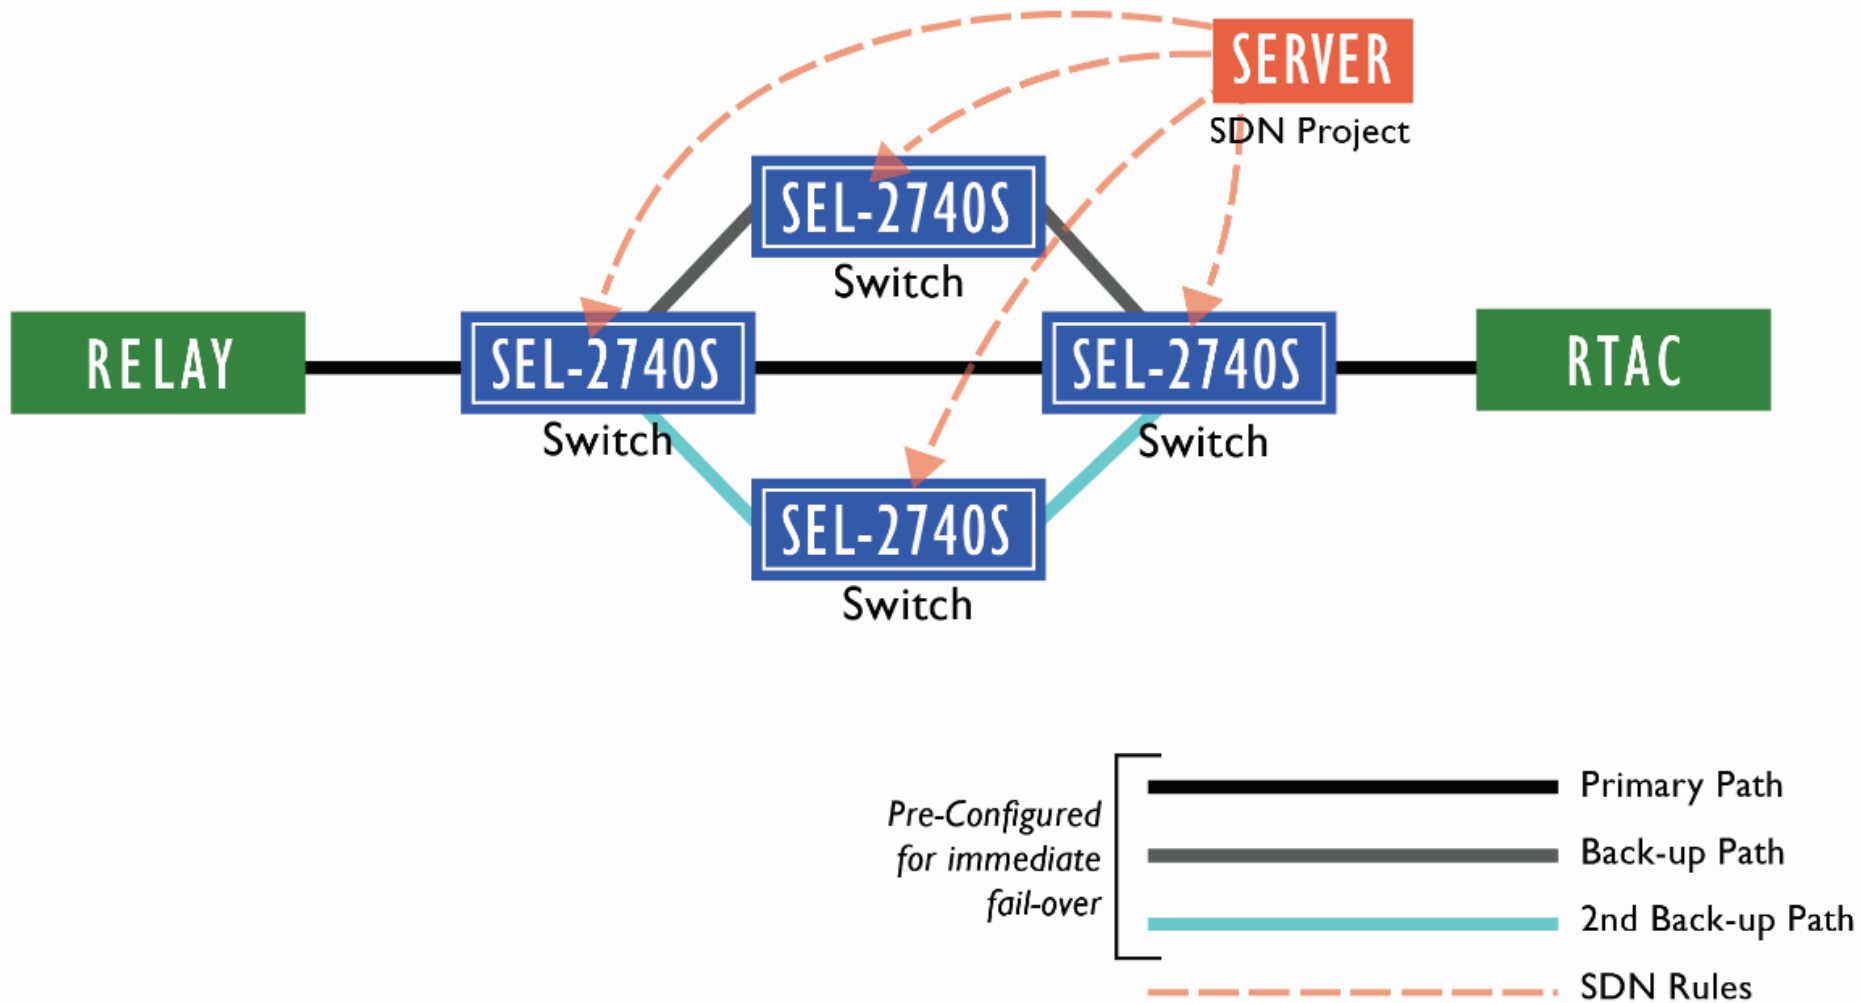 SERVER
SDN Project
SEL-2740S
Switch
RELAY
SEL-2740S
Switch
SEL-2740S
Switch
RTAC
SEL-2740S
Switch
Pre-Configured
for immediate
fail-over
Primary Path
Back-up Path
2nd Back-up Path
SDN Rules